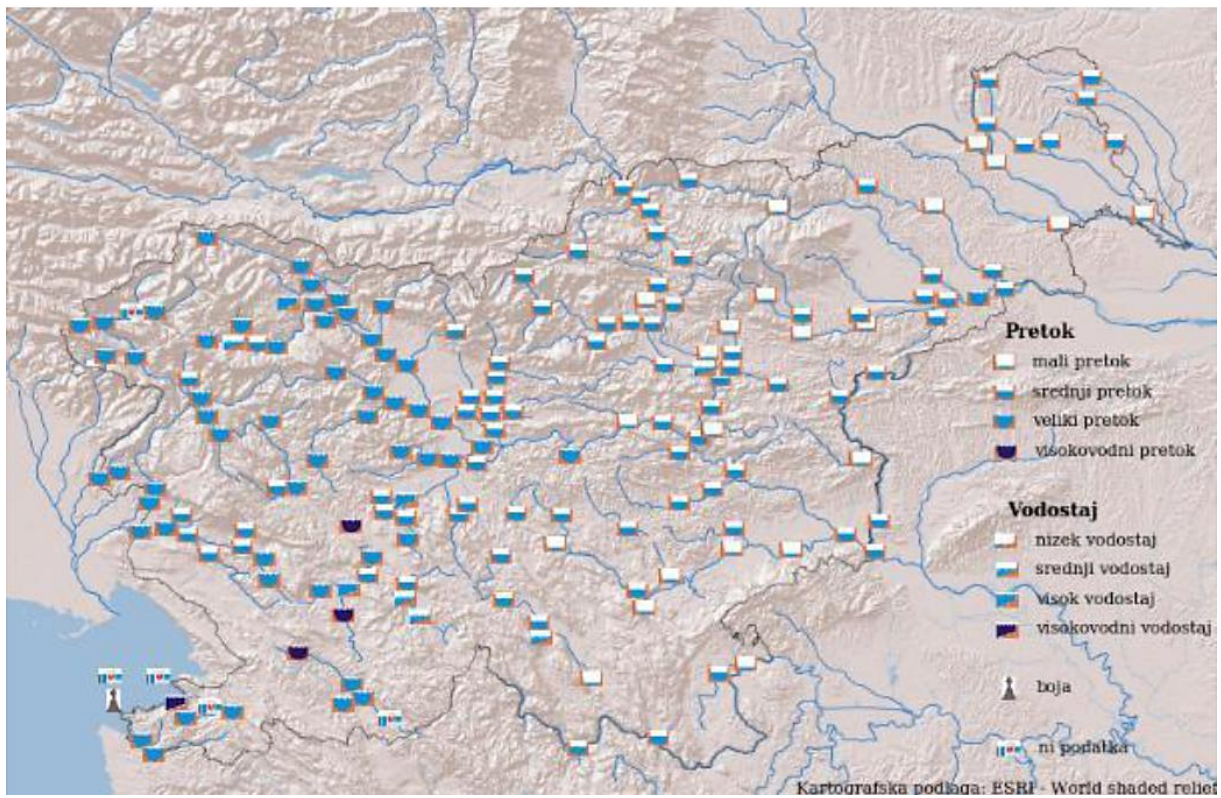 Pretok
mali pretok
srednji pretok
veliki pretok
visokovodni pretok
Vodostaj
nizek vodostaj
srednji vodostaj
visok vodostaj
visokovodni vodostaj
boja
ni podatka
Kartografska podlaga: ESRI - World shaded relief